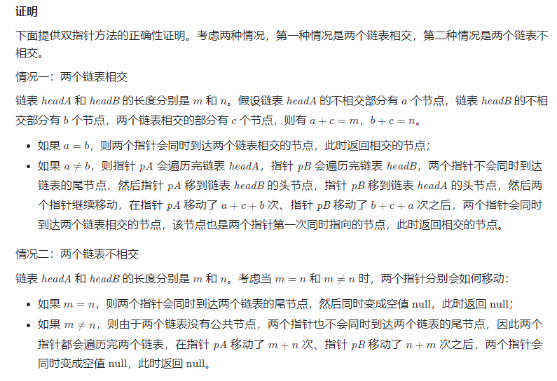 证明
下面提供双指针方法的正确性证明。考虑两种情况，第一种情况是两个链表相交，第二种情况是两个链表不
相交。
情况一：两个链表相交
链表 headA 和 headB 的长度分别是 m 和 n。假设链表 headA 的不相交部分有 a 个节点，链表 headB 的不相
交部分有 b 个节点，两个链表相交的部分有 c 个节点，则有 a + c = m，b + c = n。
• 如果 a = b，则两个指针会同时到达两个链表相交的节点，此时返回相交的节点；
• 如果 a ≠ b，则指针 pA 会遍历完链表 headA，指针 pB 会遍历完链表 headB，两个指针不会同时到达
链表的尾节点，然后指针 pA 移到链表 headB 的头节点，指针 pB 移到链表 headA 的头节点，然后两
个指针继续移动，在指针 pA 移动了 a + c + b 次、指针 pB 移动了 b + c + a 次之后，两个指针会同时
到达两个链表相交的节点，该节点也是两个指针第一次同时指向的节点，此时返回相交的节点。
情况二：两个链表不相交
链表 headA 和 headB 的长度分别是 m 和 n。考虑当 m = n 和 m ≠ n 时，两个指针分别会如何移动：
• 如果 m = n，则两个指针会同时到达两个链表的尾节点，然后同时变成空值 null，此时返回 null；
• 如果 m ≠ n，则由于两个链表没有公共节点，两个指针也不会同时到达两个链表的尾节点，因此两个
指针都会遍历完两个链表，在指针 pA 移动了 m + n 次、指针 pB 移动了 n + m 次之后，两个指针会
同时变成空值 null，此时返回 null。